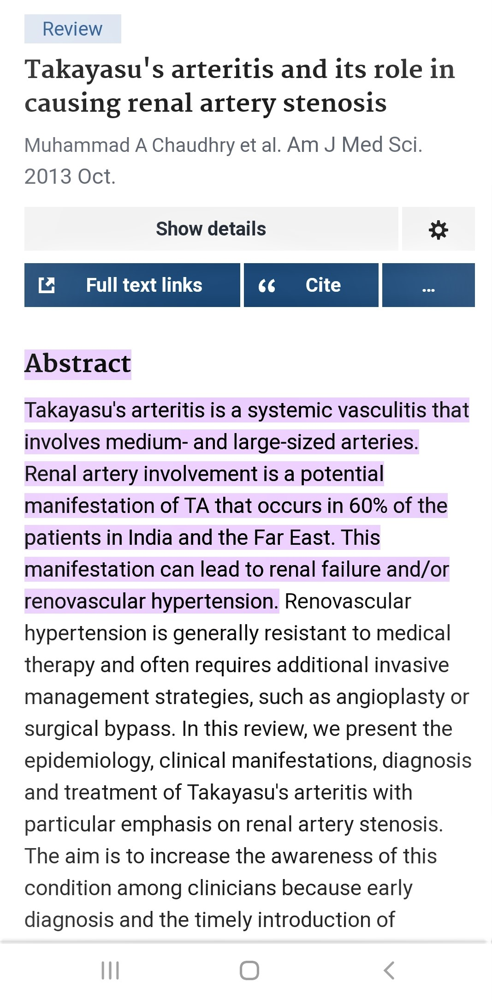 Review
Takayasu's arteritis and its role in
causing renal artery stenosis
Muhammad A Chaudhry et al. Am J Med Sci.
2013 Oct.
Show details
Full text links
Cite
...
Abstract
Takayasu's arteritis is a systemic vasculitis that
involves medium- and large-sized arteries.
Renal artery involvement is a potential
manifestation of TA that occurs in 60% of the
patients in India and the Far East. This
manifestation can lead to renal failure and/or
renovascular hypertension. Renovascular
hypertension is generally resistant to medical
therapy and often requires additional invasive
management strategies, such as angioplasty or
surgical bypass. In this review, we present the
epidemiology, clinical manifestations, diagnosis
and treatment of Takayasu's arteritis with
particular emphasis on renal artery stenosis.
The aim is to increase the awareness of this
condition among clinicians because early
diagnosis and the timely introduction of